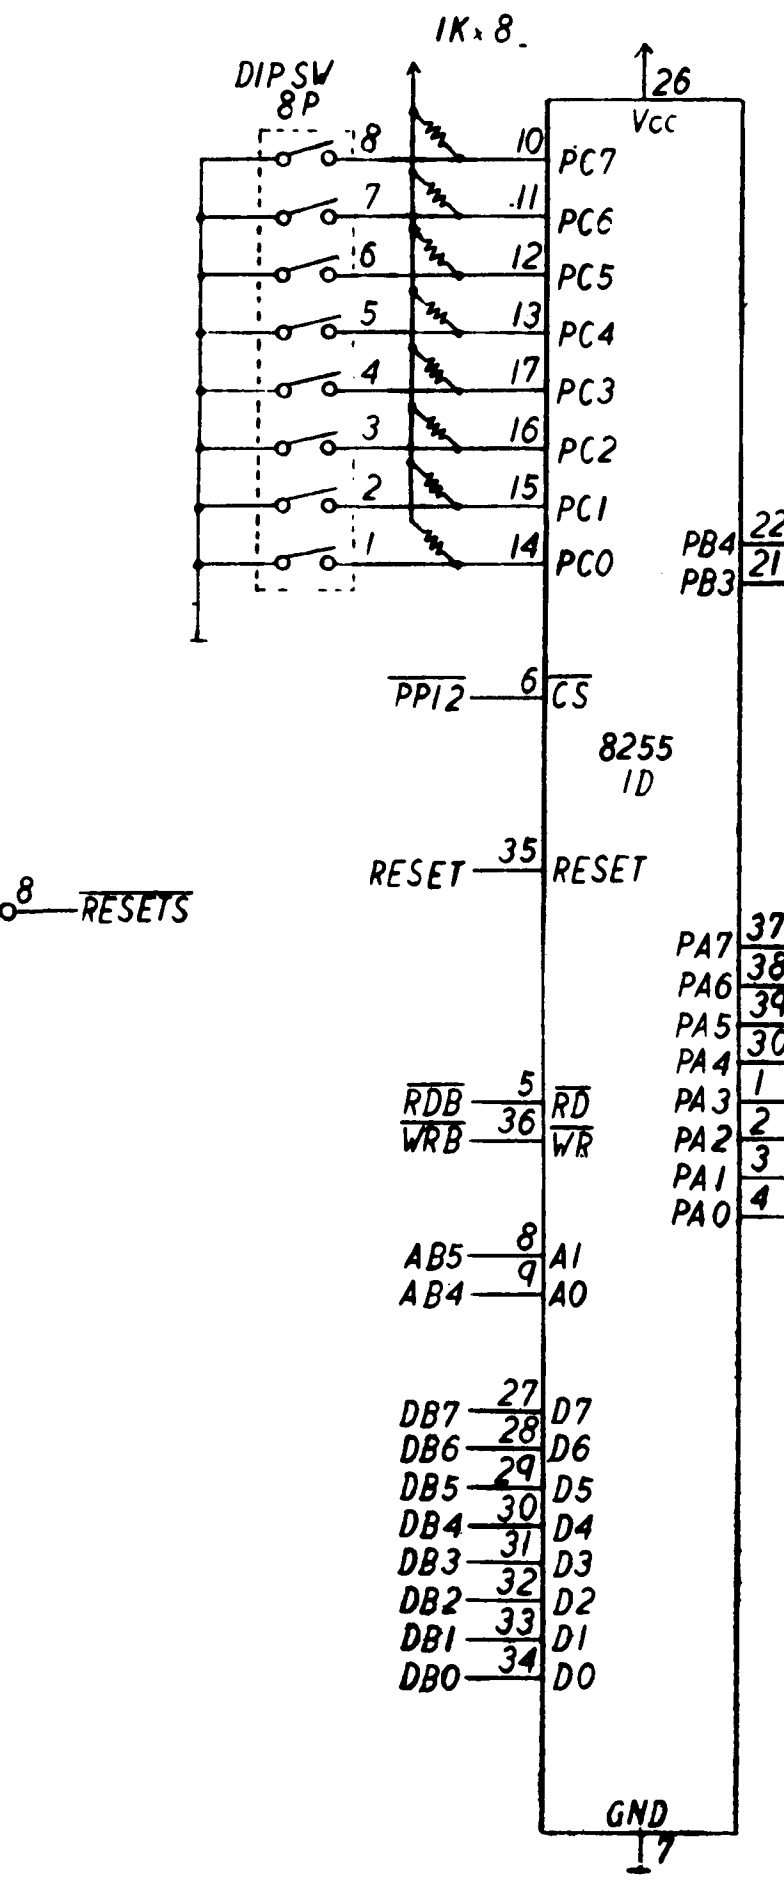 1K×8
DIP SW
8P
26
Vcc
8 10 PC7
7 11 PC6
6 12 PC5
5 13 PC4
4 17 PC3
3 16 PC2
2 15 PC1
1 14 PC0
PB4 22
PB3 21
PPI2 6 CS
8255
1D
RESET 35 RESET
8 RESETS
PA7 37
PA6 38
PA5 39
PA4 30
RDB 5 RD PA3 1
WRB 36 WR PA2 2
PA1 3
PA0 4
AB5 8 A1
AB4 9 A0
DB7 27 D7
DB6 28 D6
DB5 29 D5
DB4 30 D4
DB3 31 D3
DB2 32 D2
DB1 33 D1
DB0 34 D0
GND
7